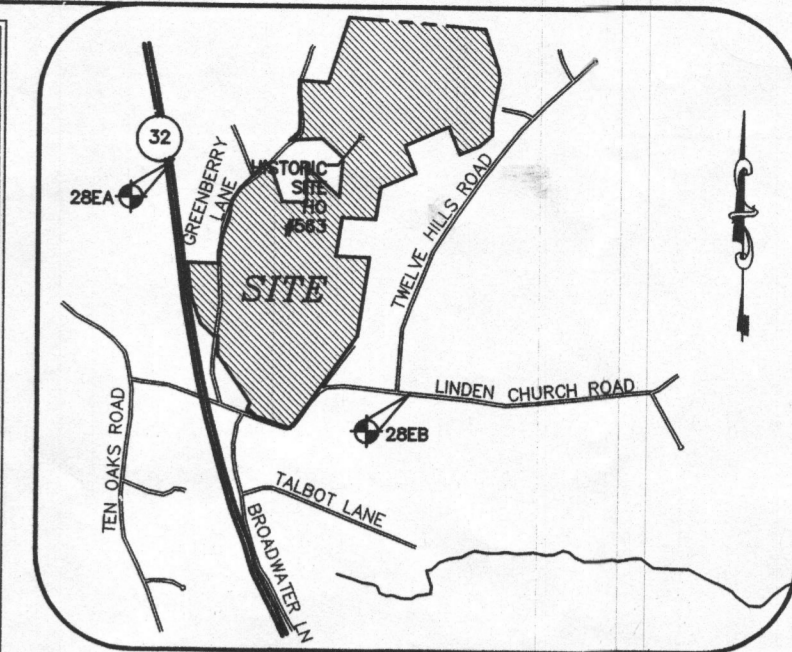 32
28EA
GREENBERRY
LANE
HISTORIC
SITE
HO
#563
SITE
TWELVE HILLS ROAD
LINDEN CHURCH ROAD
28EB
TEN OAKS ROAD
TALBOT LANE
BROADWATER LN